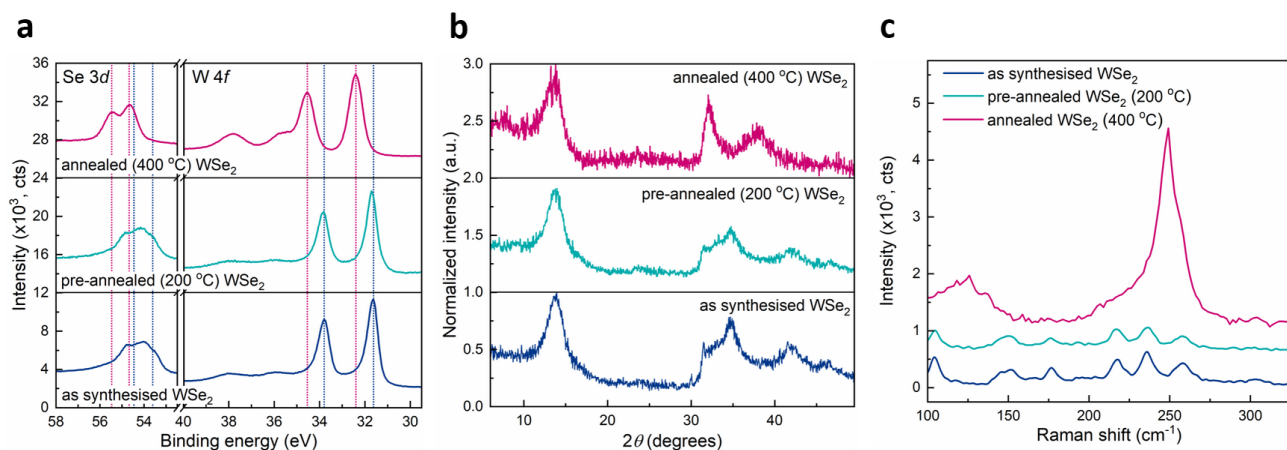 a
Se 3d
W 4f
annealed (400 °C) WSe₂
pre-annealed (200 °C) WSe₂
as synthesised WSe₂
36
32
28
24
20
16
12
8
4
0
58 56 54 40 38 36 34 32 30
Intensity (x10³, cts)
Binding energy (eV)
b
annealed (400 °C) WSe₂
pre-annealed (200 °C) WSe₂
as synthesised WSe₂
3.0
2.5
2.0
1.5
1.0
0.5
0.0
10 20 30 40
Normalized intensity (a.u.)
2θ (degrees)
c
as synthesised WSe₂
pre-annealed WSe₂ (200 °C)
annealed WSe₂ (400 °C)
5
4
2
1
1
0
100 150 200 250 300
Intensity (x10³, cts)
Raman shift (cm⁻¹)